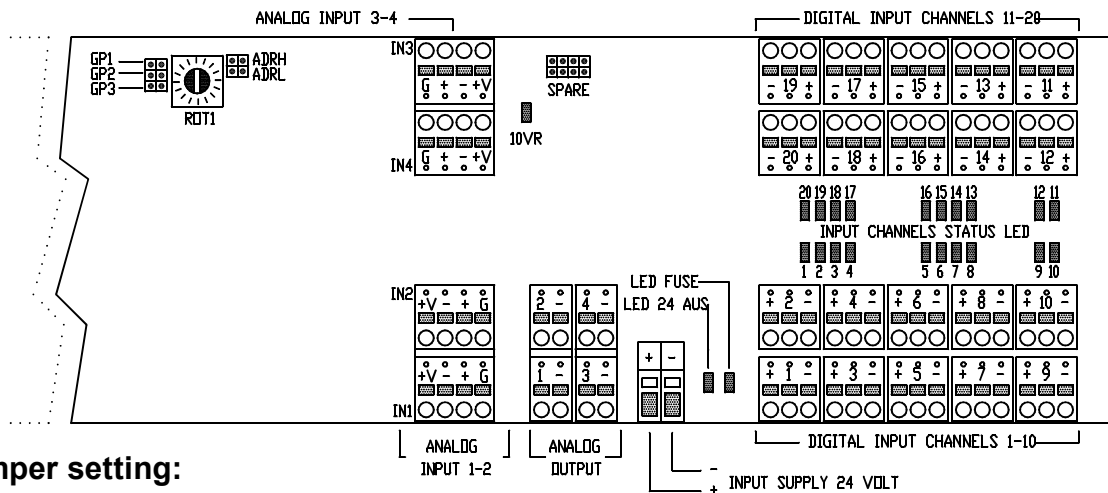 ANALOG INPUT 3-4
DIGITAL INPUT CHANNELS 11-20
GP1
GP2
GP3
ADRH
ADRL
ROT1
IN3
G + - +V
SPARE
10VR
- 19 +
- 17 +
- 15 +
- 13 +
- 11 +
IN4
G + - +V
- 20 +
- 18 +
- 16 +
- 14 +
- 12 +
20 19 18 17
16 15 14 13
12 11
INPUT CHANNELS STATUS LED
1 2 3 4
5 6 7 8
9 10
LED FUSE
LED 24 AUS
IN2
+V - + G
2 -
4 -
+ 2 -
+ 4 -
+ 6 -
+ 8 -
+ 10 -
+ -
IN1
+V - + G
1 -
3 -
+ 1 -
+ 3 -
+ 5 -
+ 7 -
+ 9 -
ANALOG
INPUT 1-2
ANALOG
OUTPUT
DIGITAL INPUT CHANNELS 1-10
-
+
INPUT SUPPLY 24 VOLT
mper setting: